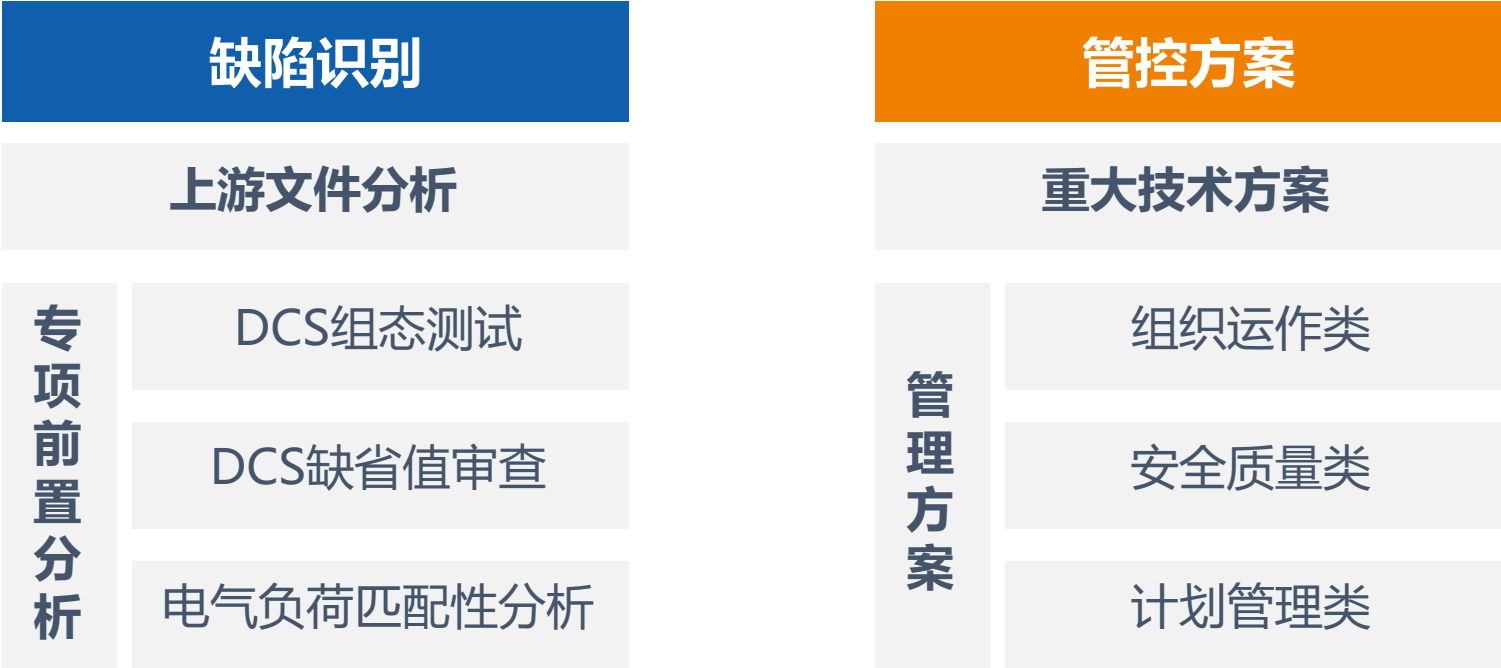 缺陷识别
上游文件分析
专项前置分析
DCS组态测试
DCS缺省值审查
电气负荷匹配性分析
管控方案
重大技术方案
管理方案
组织运作类
安全质量类
计划管理类